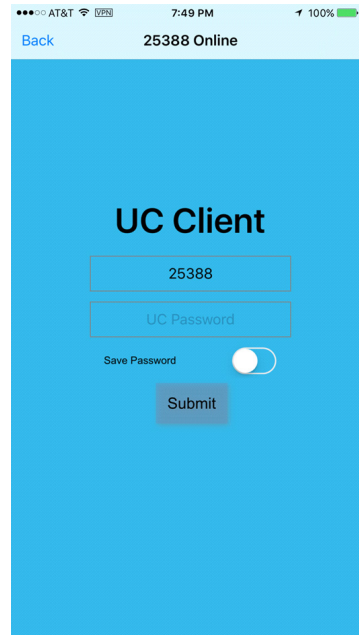 AT&T VPN 7:49 PM 100%
Back 25388 Online
UC Client
25388
UC Password
Save Password
Submit